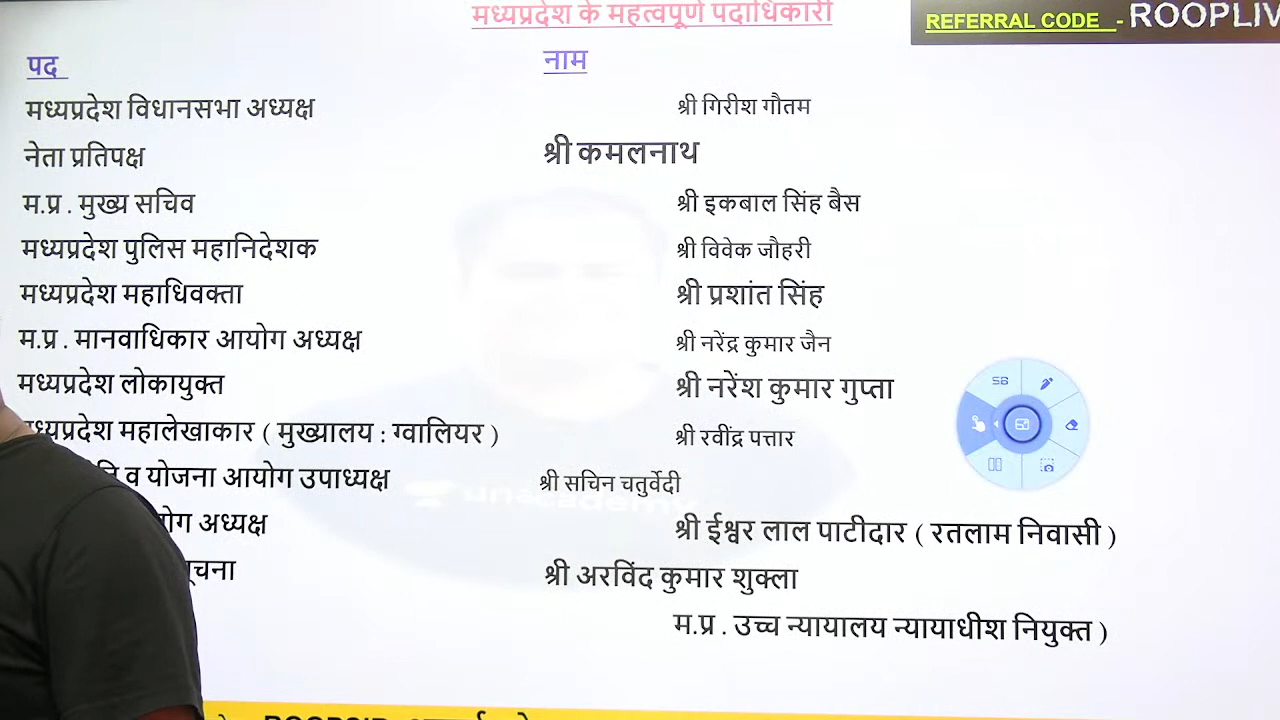 मध्यप्रदेश के महत्वपूर्ण पदाधिकारी
REFERRAL CODE - ROOPLIV
पद नाम
मध्यप्रदेश विधानसभा अध्यक्ष श्री गिरीश गौतम
नेता प्रतिपक्ष श्री कमलनाथ
म.प्र . मुख्य सचिव श्री इकबाल सिंह बैस
मध्यप्रदेश पुलिस महानिदेशक श्री विवेक जौहरी
मध्यप्रदेश महाधिवक्ता श्री प्रशांत सिंह
म.प्र . मानवाधिकार आयोग अध्यक्ष श्री नरेंद्र कुमार जैन
मध्यप्रदेश लोकायुक्त श्री नरेंश कुमार गुप्ता
मध्यप्रदेश महालेखाकार ( मुख्यालय : ग्वालियर ) श्री रवींद्र पत्तार
व योजना आयोग उपाध्यक्ष श्री सचिन चतुर्वेदी
अध्यक्ष श्री ईश्वर लाल पाटीदार ( रतलाम निवासी )
श्री अरविंद कुमार शुक्ला
म.प्र . उच्च न्यायालय न्यायाधीश नियुक्त )
unacademy